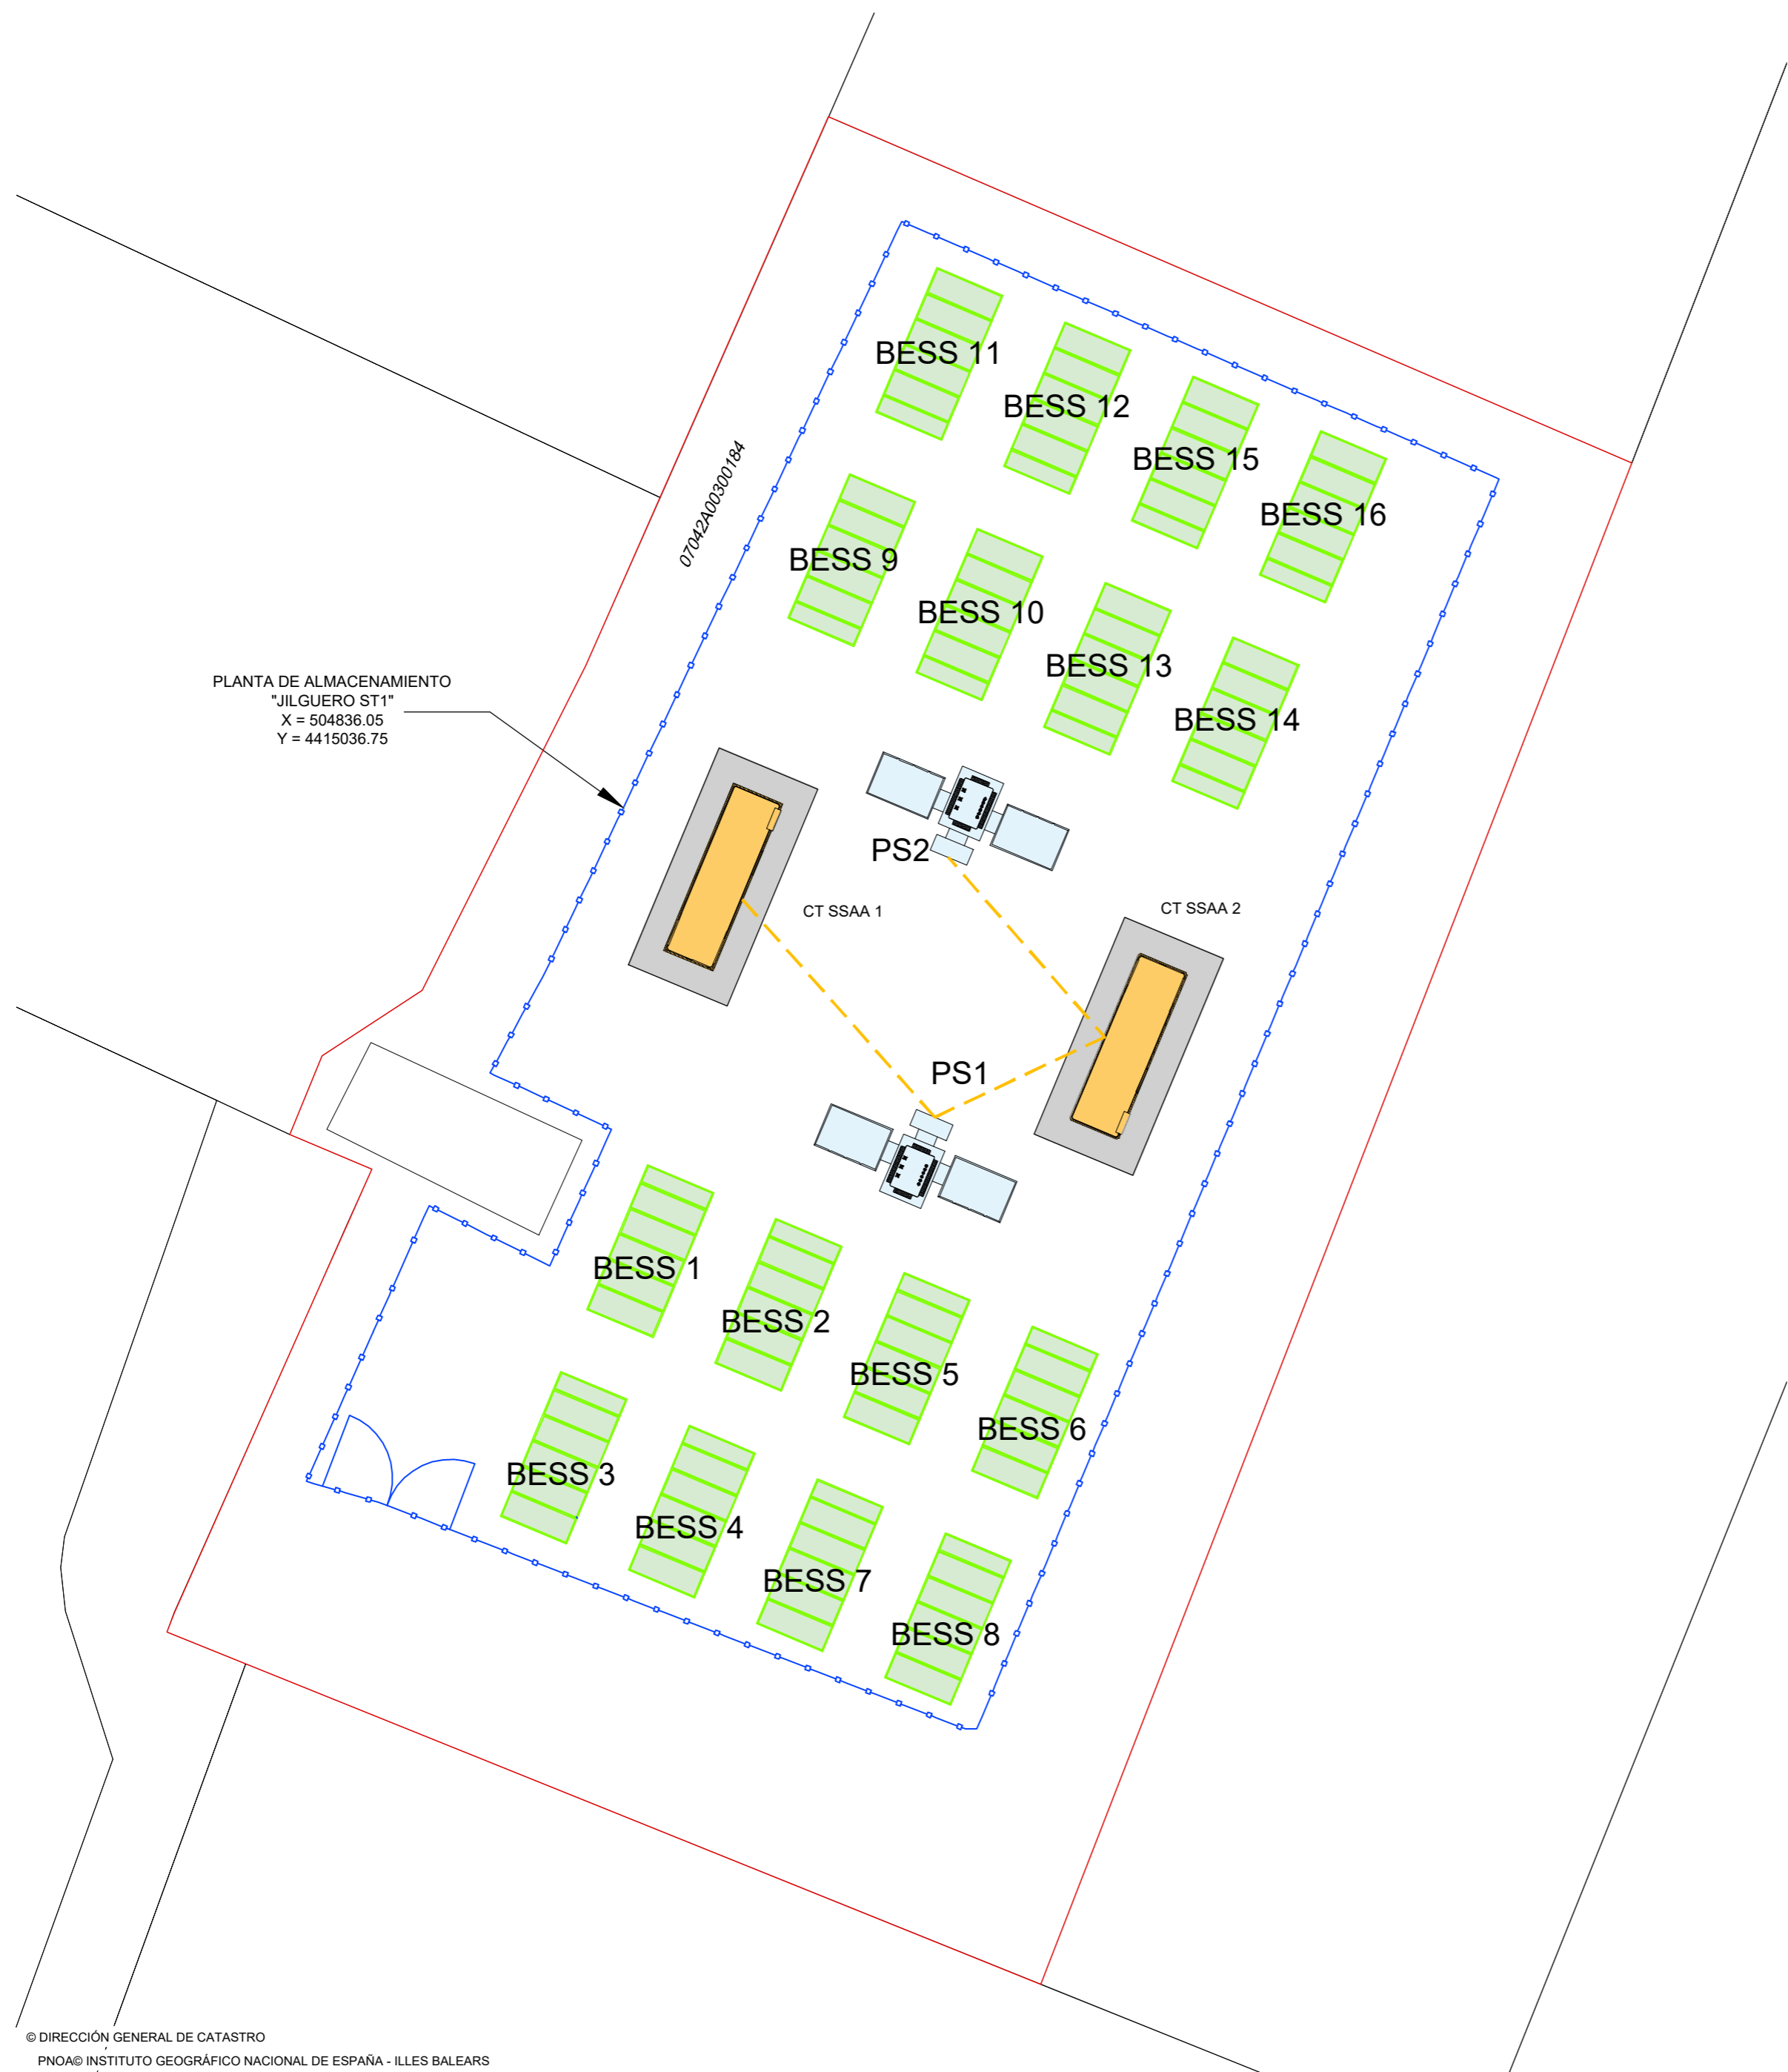 BESS 11
BESS 12
BESS 15
BESS 16
07042A00300184
BESS 9
BESS 10
BESS 13
BESS 14
PLANTA DE ALMACENAMIENTO
"JILGUERO ST1"
X = 504836.05
Y = 4415036.75
PS2
CT SSAA 1
CT SSAA 2
PS1
BESS 1
BESS 2
BESS 5
BESS 6
BESS 3
BESS 4
BESS 7
BESS 8
© DIRECCIÓN GENERAL DE CATASTRO
PNOA© INSTITUTO GEOGRÁFICO NACIONAL DE ESPAÑA - ILLES BALEARS